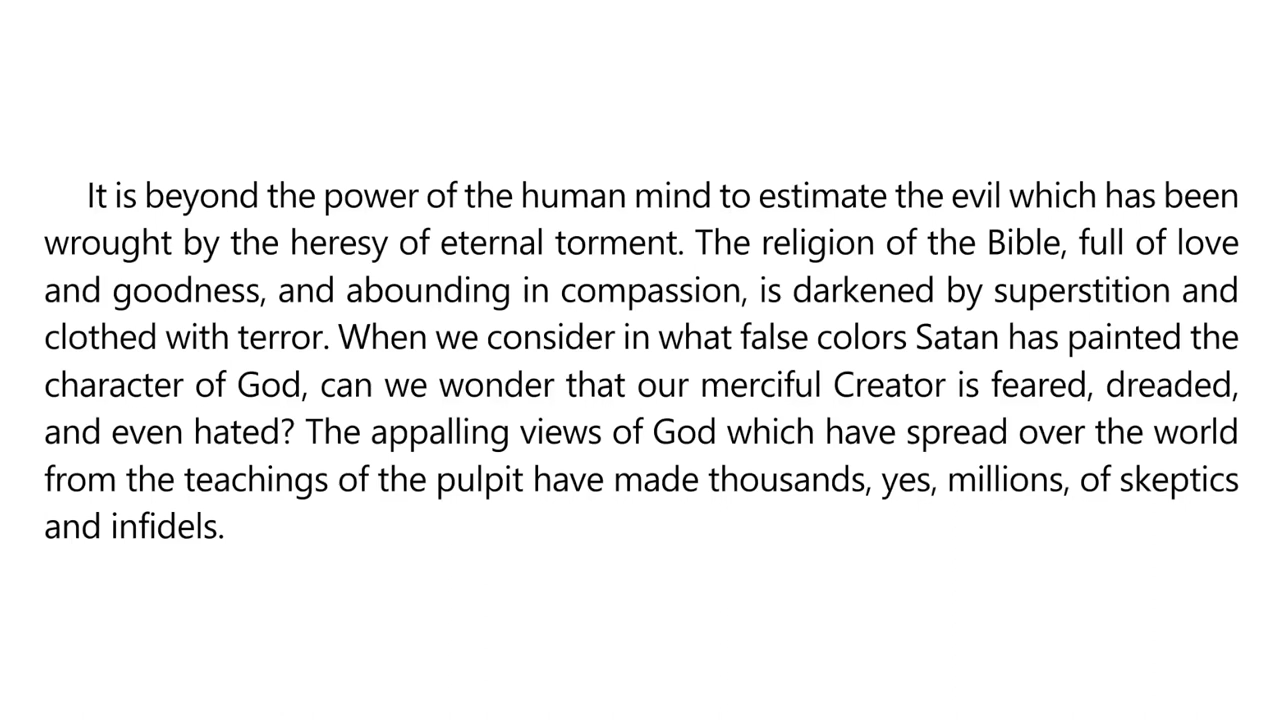 It is beyond the power of the human mind to estimate the evil which has been
wrought by the heresy of eternal torment. The religion of the Bible, full of love
and goodness, and abounding in compassion, is darkened by superstition and
clothed with terror. When we consider in what false colors Satan has painted the
character of God, can we wonder that our merciful Creator is feared, dreaded,
and even hated? The appalling views of God which have spread over the world
from the teachings of the pulpit have made thousands, yes, millions, of skeptics
and infidels.